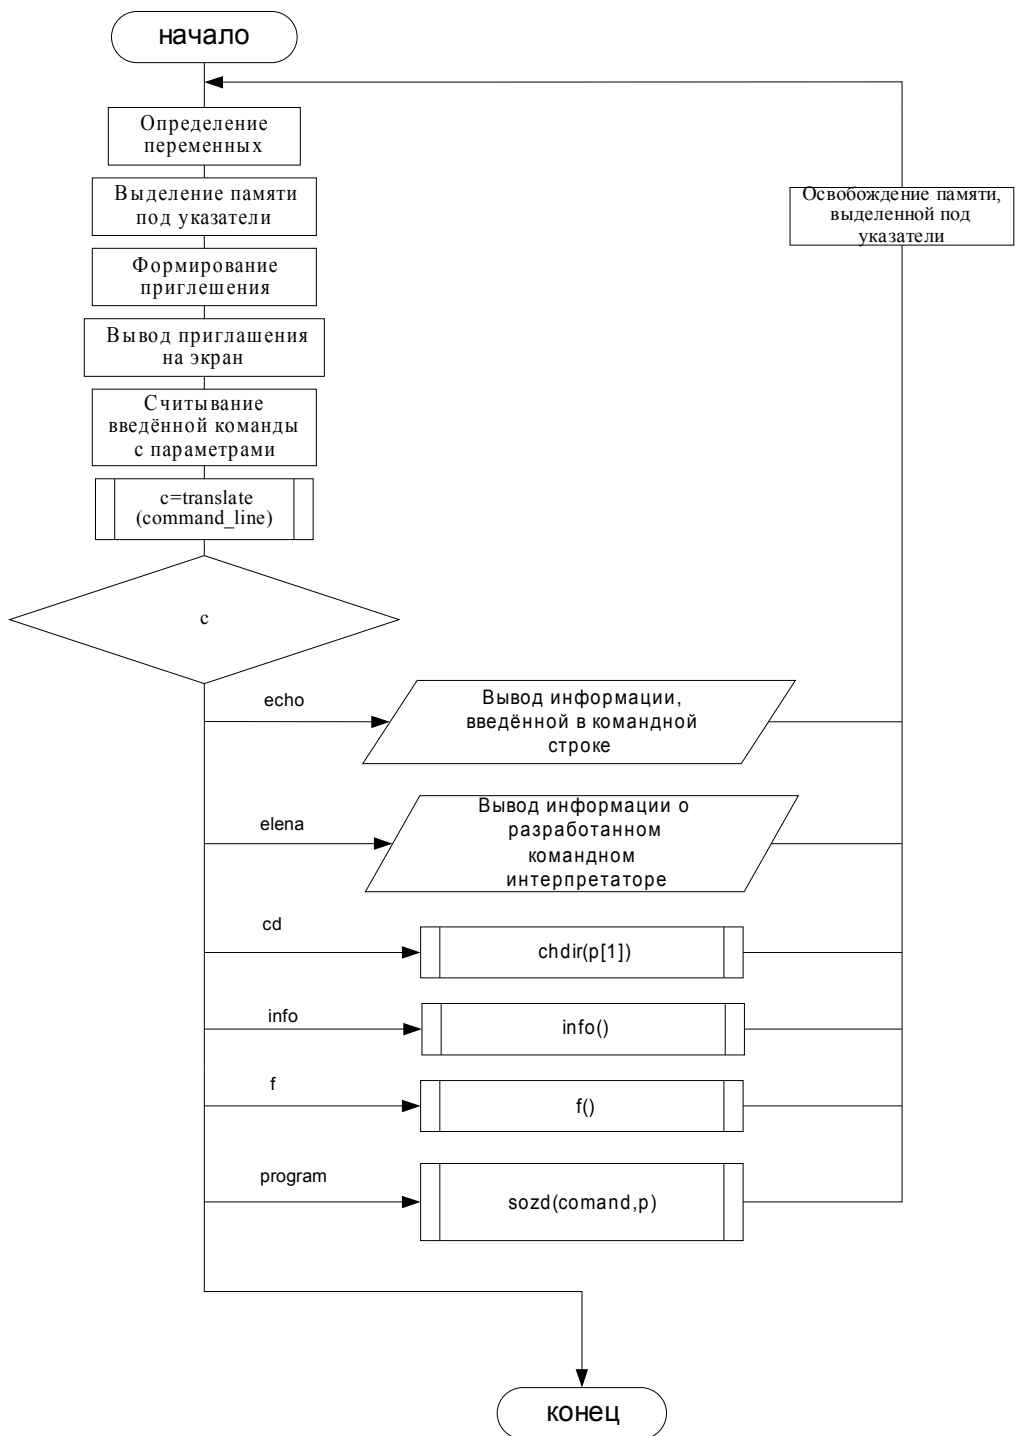 начало
Определение
переменных
Выделение памяти
под указатели
Освобождение памяти,
выделенной под
указатели
Формирование
приглешения
Вывод приглашения
на экран
Считывание
введённой команды
с параметрами
c=translate
(command_line)
c
echo
Вывод информации,
введённой в командной
строке
elena
Вывод информации о
разработанном
командном
интерпретаторе
cd
chdir(p[1])
info
info()
f
f()
program
sozd(comand,p)
конец